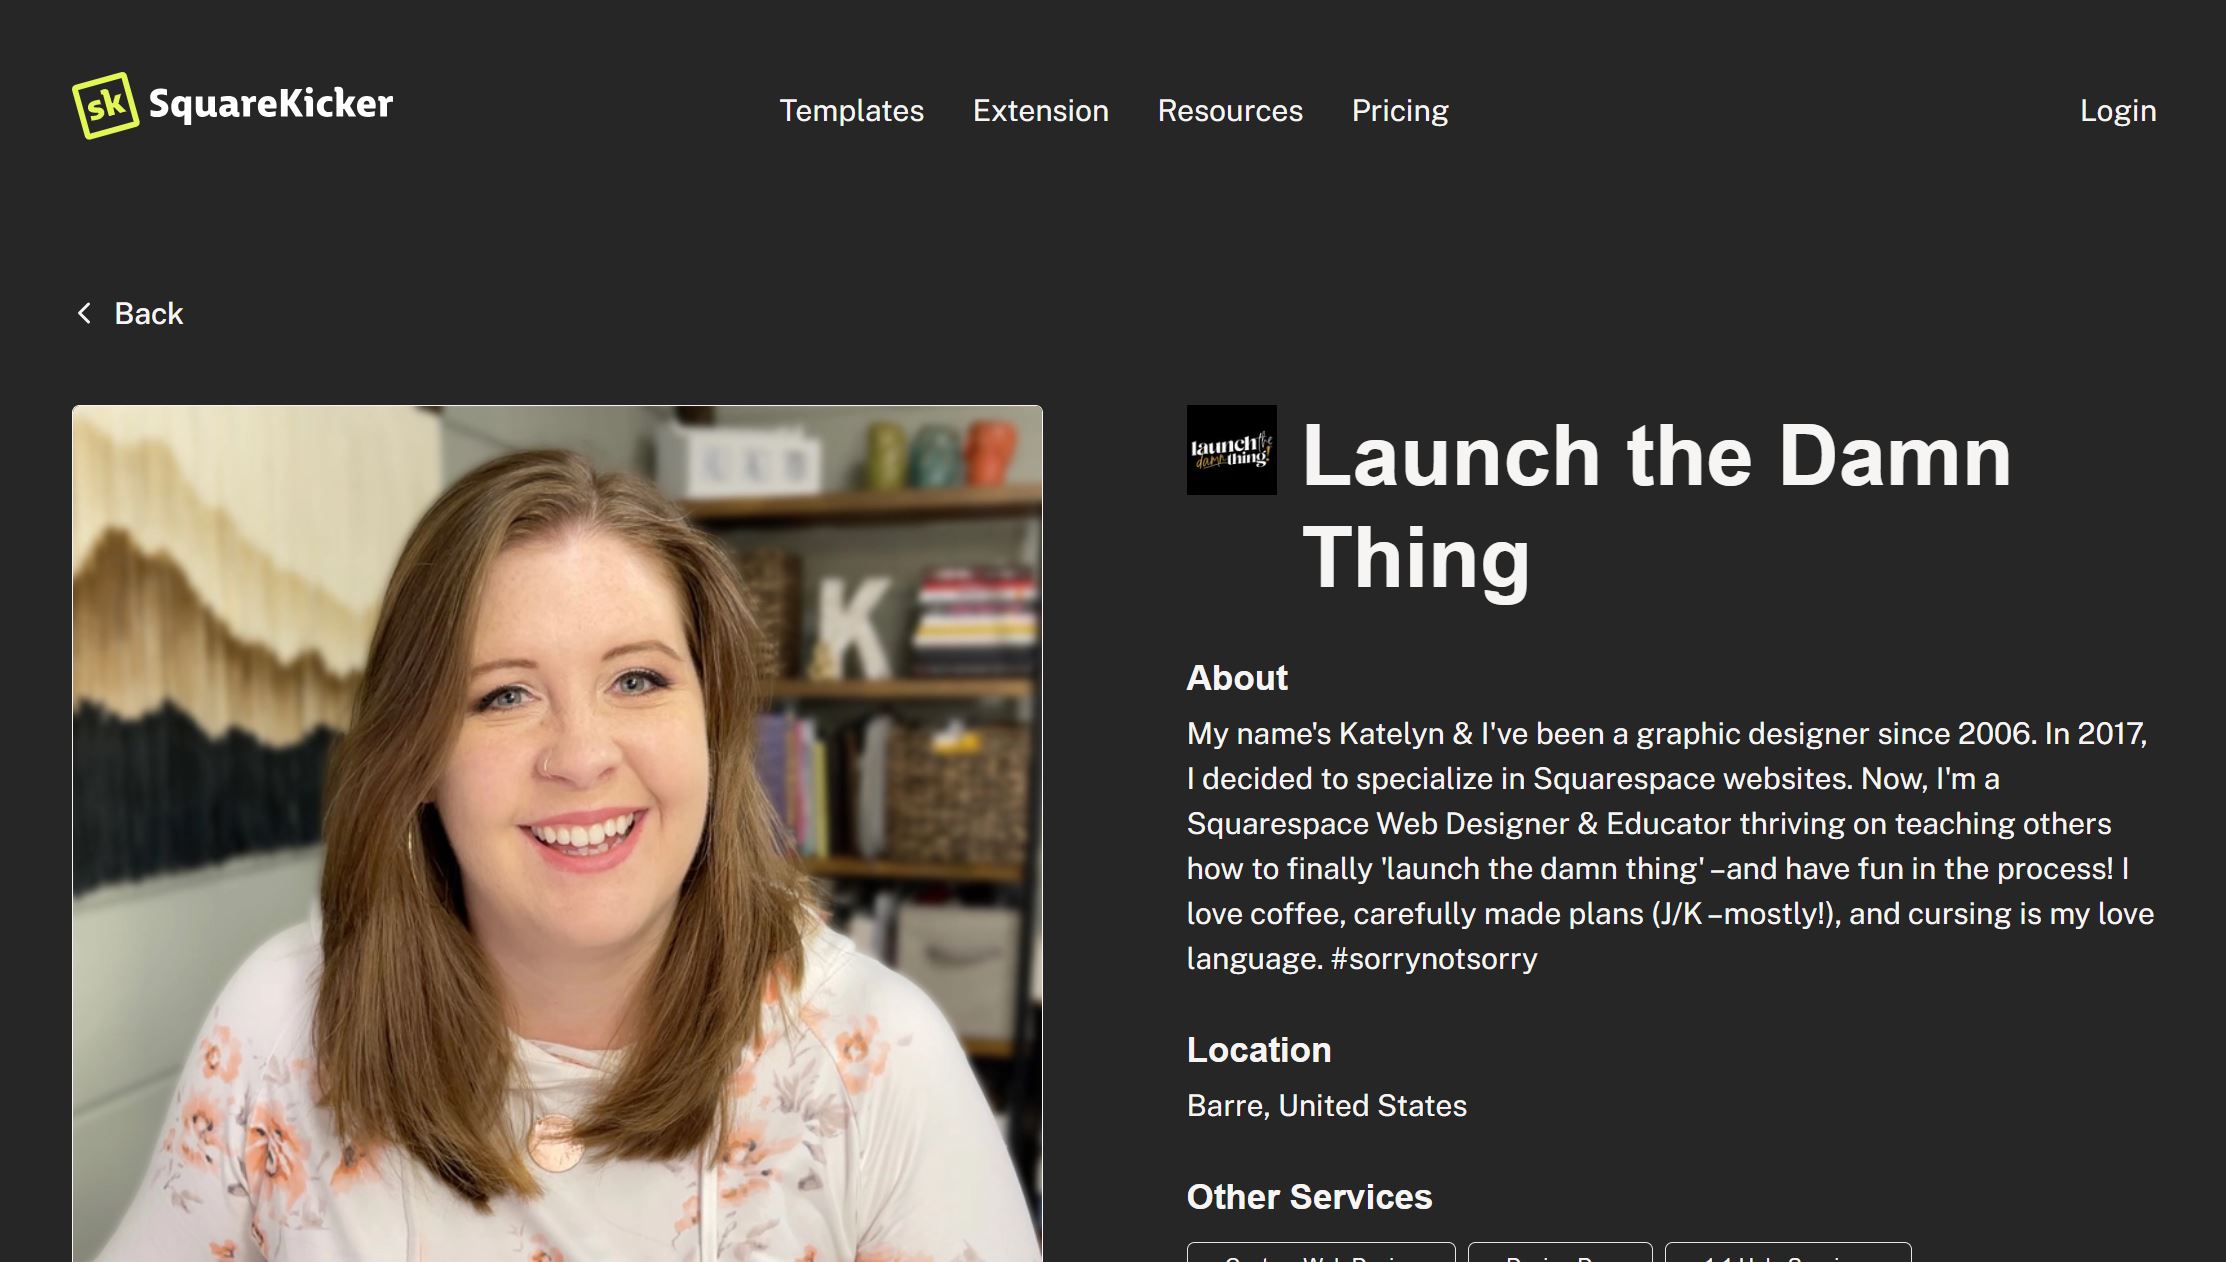 sk SquareKicker
Templates Extension Resources Pricing
Login
Back
launch the
damn thing!
Launch the Damn
Thing
K
About
My name's Katelyn & I've been a graphic designer since 2006. In 2017,
I decided to specialize in Squarespace websites. Now, I'm a
Squarespace Web Designer & Educator thriving on teaching others
how to finally 'launch the damn thing' –and have fun in the process! I
love coffee, carefully made plans (J/K –mostly!), and cursing is my love
language. #sorrynotsorry
Location
Barre, United States
Other Services